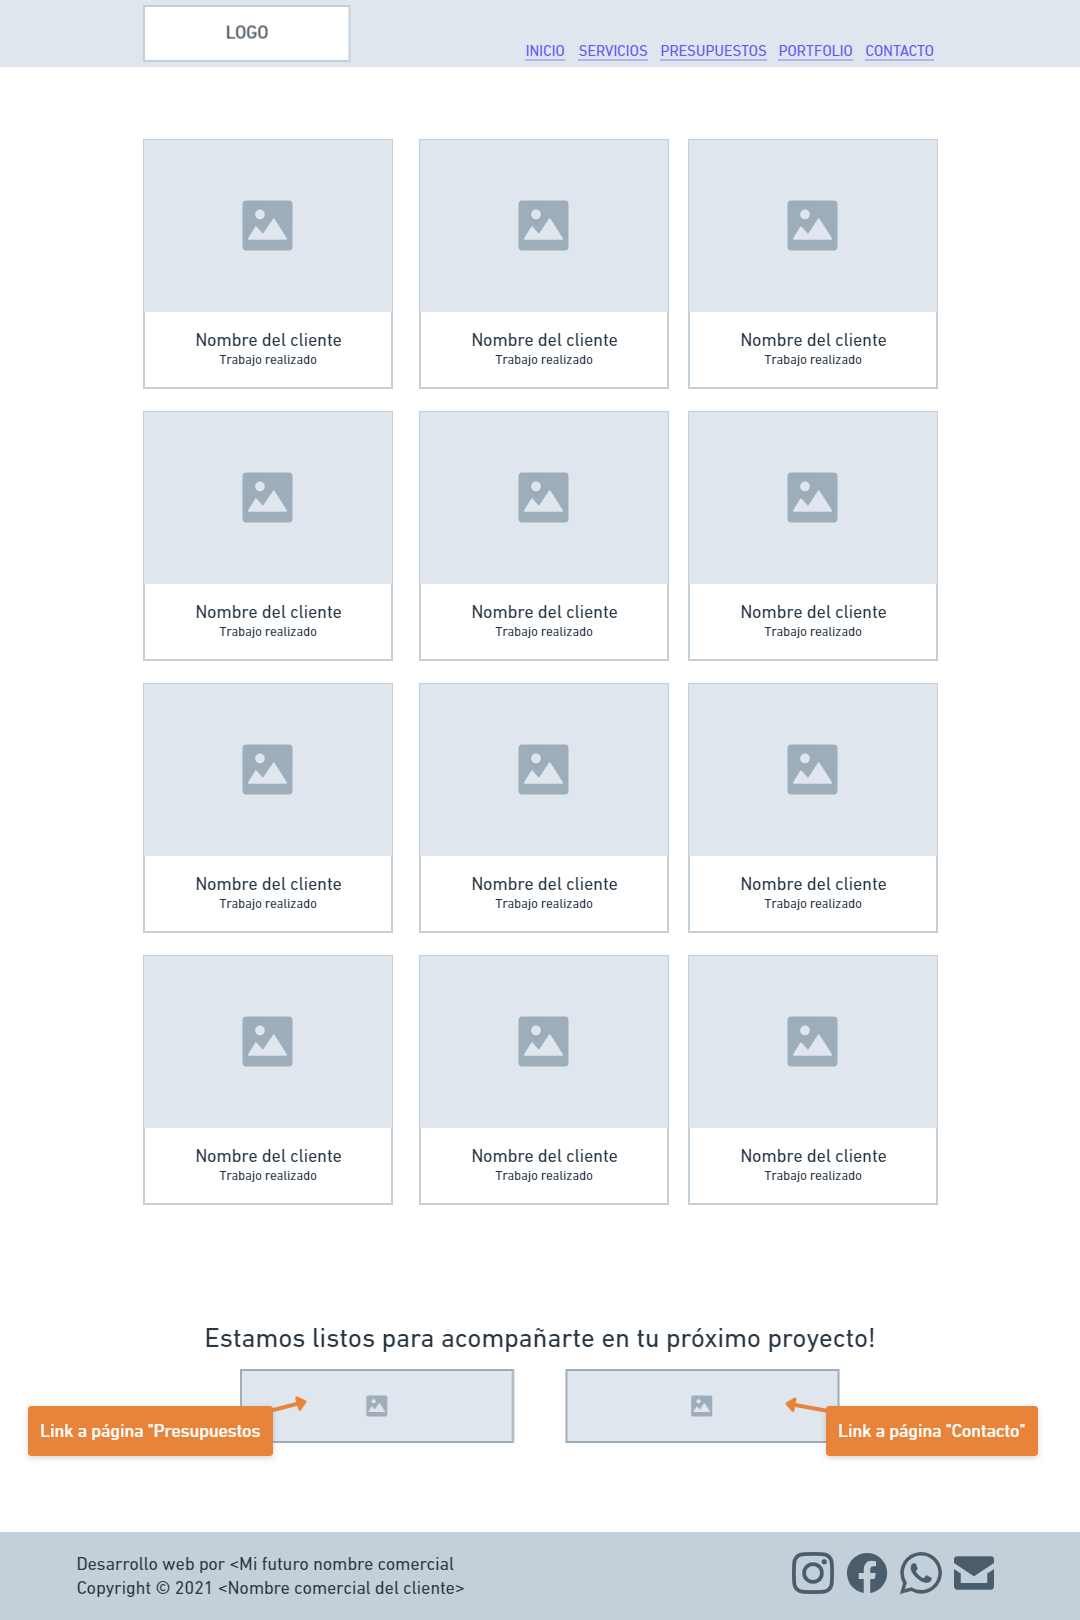 LOGO
INICIO SERVICIOS PRESUPUESTOS PORTFOLIO CONTACTO
Nombre del cliente
Trabajo realizado
Nombre del cliente
Trabajo realizado
Nombre del cliente
Trabajo realizado
Nombre del cliente
Trabajo realizado
Nombre del cliente
Trabajo realizado
Nombre del cliente
Trabajo realizado
Nombre del cliente
Trabajo realizado
Nombre del cliente
Trabajo realizado
Nombre del cliente
Trabajo realizado
Nombre del cliente
Trabajo realizado
Nombre del cliente
Trabajo realizado
Nombre del cliente
Trabajo realizado
Estamos listos para acompañarte en tu próximo proyecto!
Link a página "Presupuestos
Link a página "Contacto"
Desarrollo web por <Mi futuro nombre comercial
Copyright © 2021 <Nombre comercial del cliente>